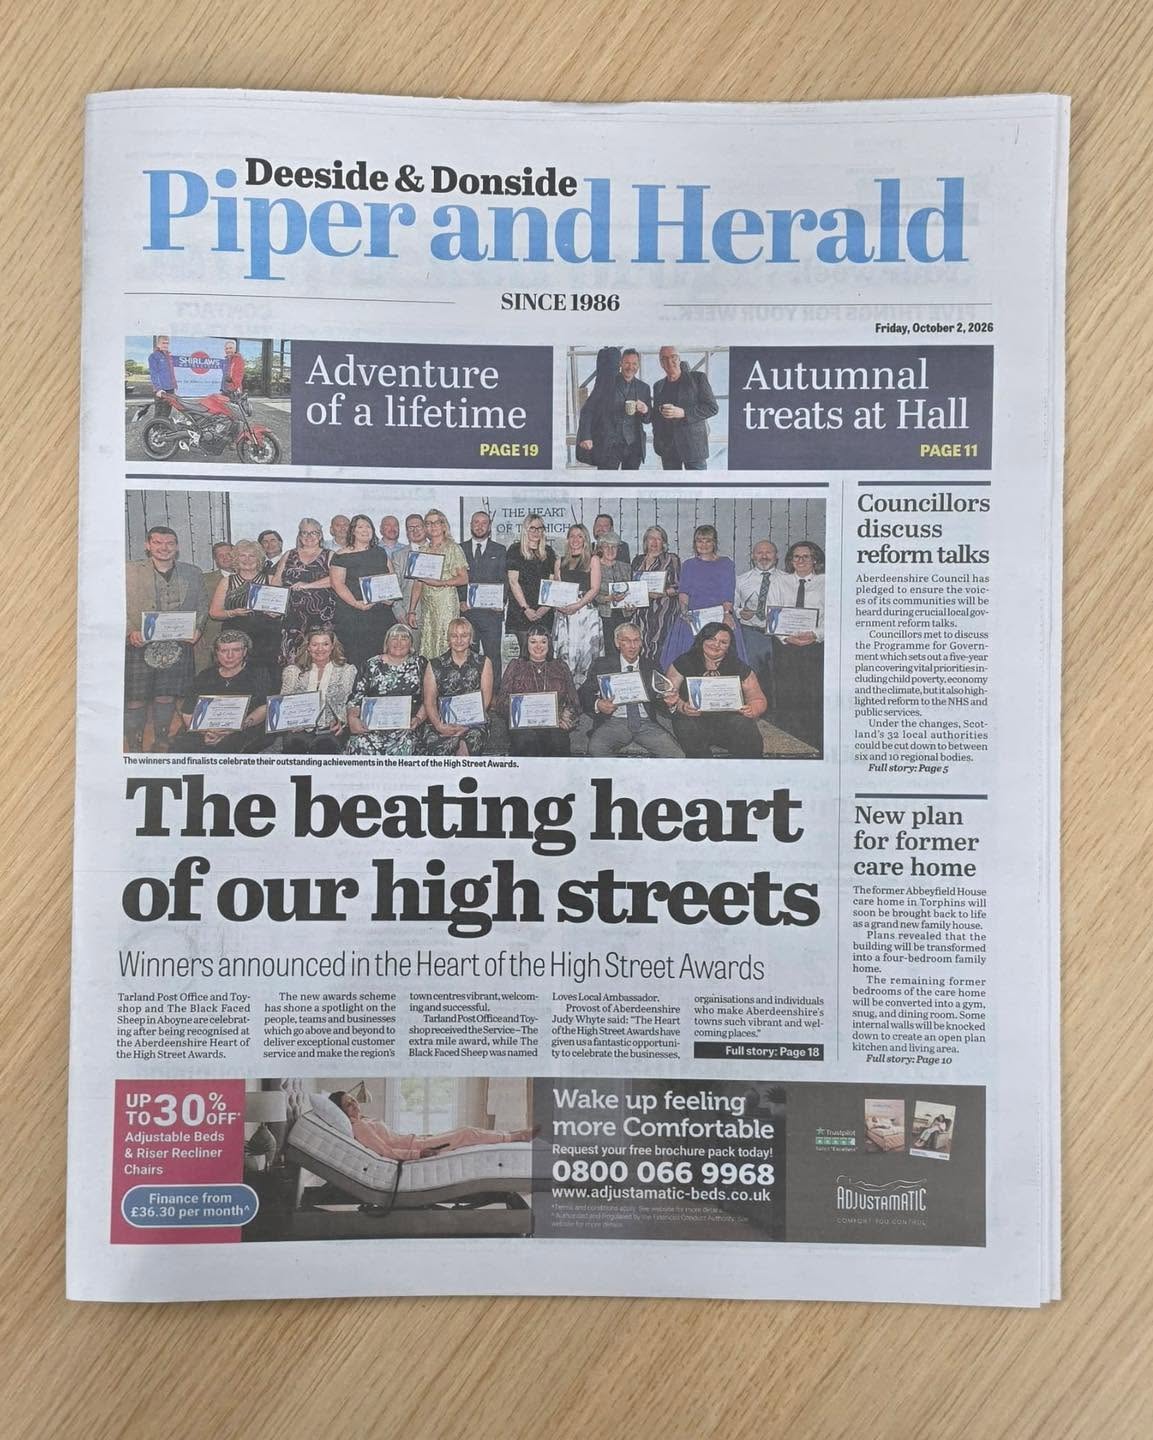 Deeside & Donside
Piper and Herald
SINCE 1986
Friday, October 2, 2026
SHIRLAWS
Adventure
of a lifetime
PAGE 19
Autumnal
treats at Hall
PAGE 11
THE HEART
The winners and finalists celebrate their outstanding achievements in the Heart of the High Street Awards.
The beating heart
of our high streets
Winners announced in the Heart of the High Street Awards
Tarland Post Office and Toy-
shop and The Black Faced
Sheep in Aboyne are celebrat-
ing after being recognised at
the Aberdeenshire Heart of
the High Street Awards.
The new awards scheme
has shone a spotlight on the
people, teams and businesses
which go above and beyond to
deliver exceptional customer
service and make the region's
town centres vibrant, welcom-
ing and successful.
Tarland Post Office and Toy-
shop received the Service–The
extra mile award, while The
Black Faced Sheep was named
Loves Local Ambassador.
Provost of Aberdeenshire
Judy Whyte said: "The Heart
of the High Street Awards have
given us a fantastic opportuni-
ty to celebrate the businesses,
organisations and individuals
who make Aberdeenshire's
towns such vibrant and wel-
coming places."
Full story: Page 18
Councillors
discuss
reform talks
Aberdeenshire Council has
pledged to ensure the voic-
es of its communities will be
heard during crucial local gov-
ernment reform talks.
Councillors met to discuss
the Programme for Govern-
ment which sets out a five-year
plan covering vital priorities in-
cluding child poverty, economy
and the climate, but it also high-
lighted reform to the NHS and
public services.
Under the changes, Scot-
land's 32 local authorities
could be cut down to between
six and 10 regional bodies.
Full story: Page 5
New plan
for former
care home
The former Abbeyfield House
care home in Torphins will
soon be brought back to life
as a grand new family house.
Plans revealed that the
building will be transformed
into a four-bedroom family
home.
The remaining former
bedrooms of the care home
will be converted into a gym,
snug, and dining room. Some
internal walls will be knocked
down to create an open plan
kitchen and living area.
Full story: Page 10
UP TO 30% OFF*
Adjustable Beds
& Riser Recliner
Chairs
Finance from
£36.30 per month^
Wake up feeling
more Comfortable
Request your free brochure pack today!
0800 066 9968
www.adjustamatic-beds.co.uk
Trustpilot
ADJUSTAMATIC
COMFORT YOU CONTROL